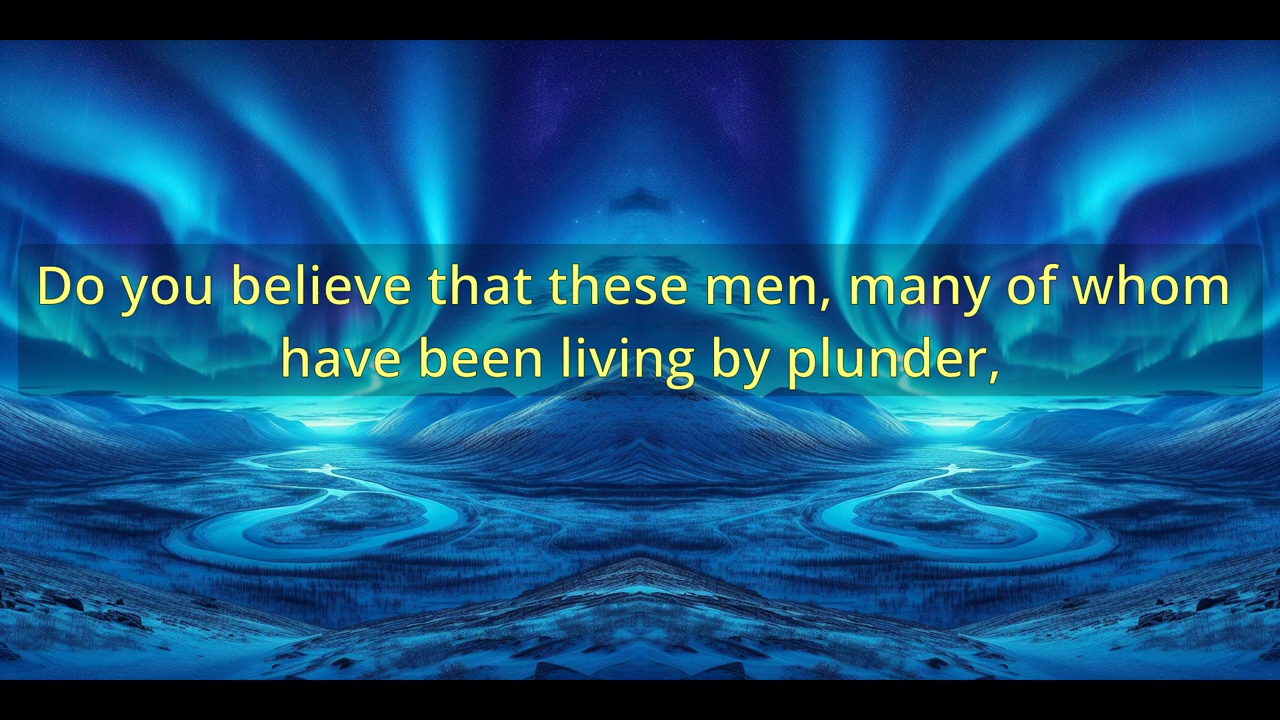 Do you believe that these men, many of whom
have been living by plunder,